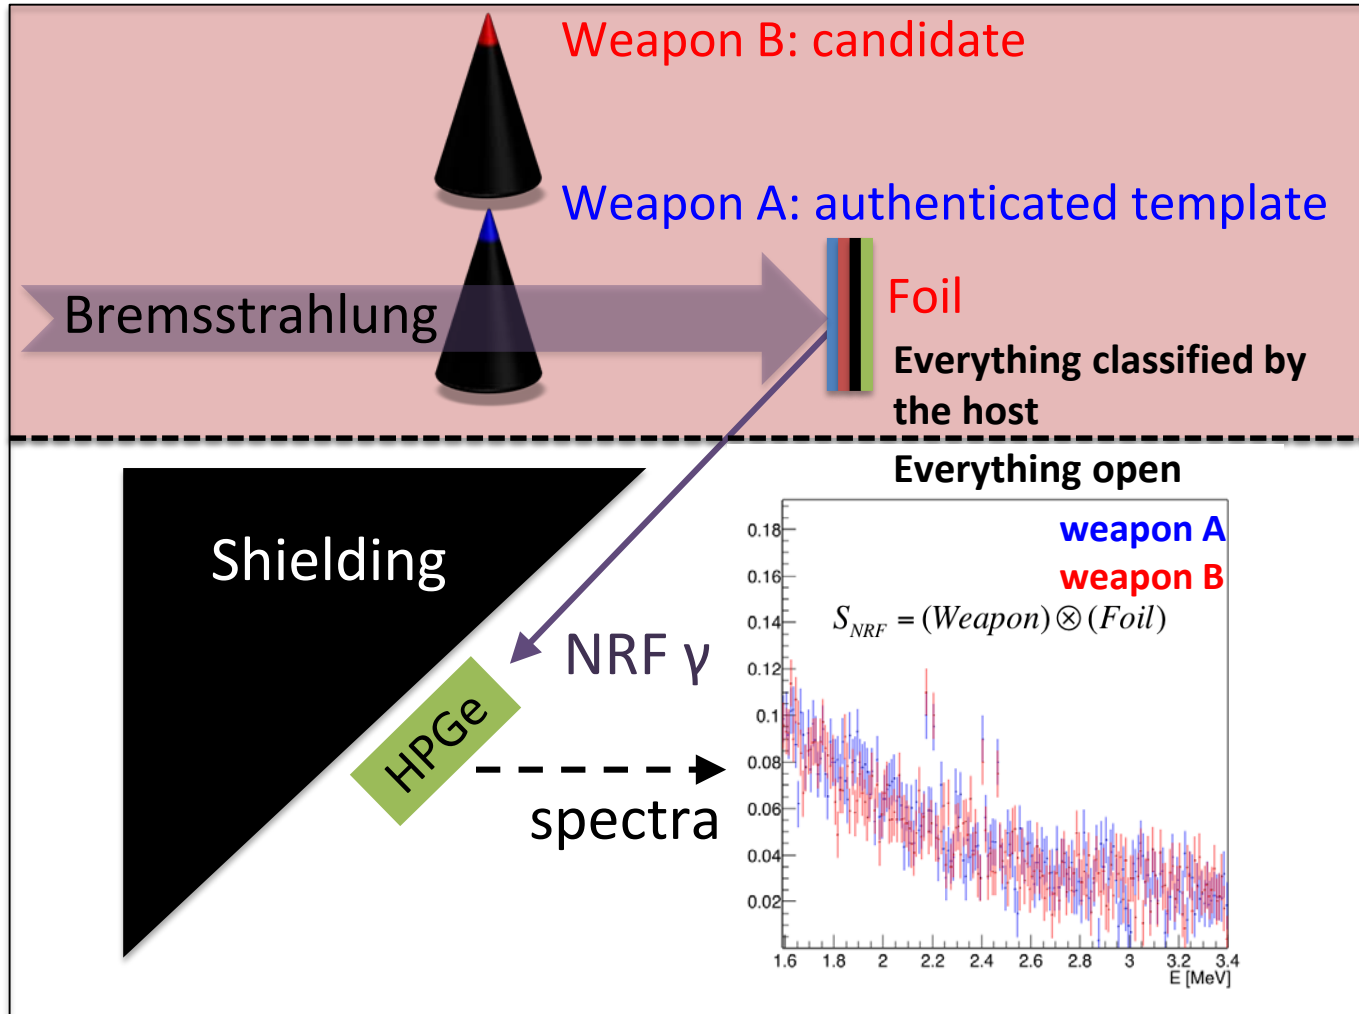 Weapon B: candidate
Weapon A: authenticated template
Bremsstrahlung
Foil
Everything classified by
the host
Everything open
Shielding
NRF γ
HPGe
spectra
weapon A
weapon B
S_NRF = (Weapon) ⊗ (Foil)
0.18
0.16
0.14
0.12
0.1
0.08
0.06
0.04
0.02
1.6 1.8 2 2.2 2.4 2.6 2.8 3 3.2 3.4
E [MeV]